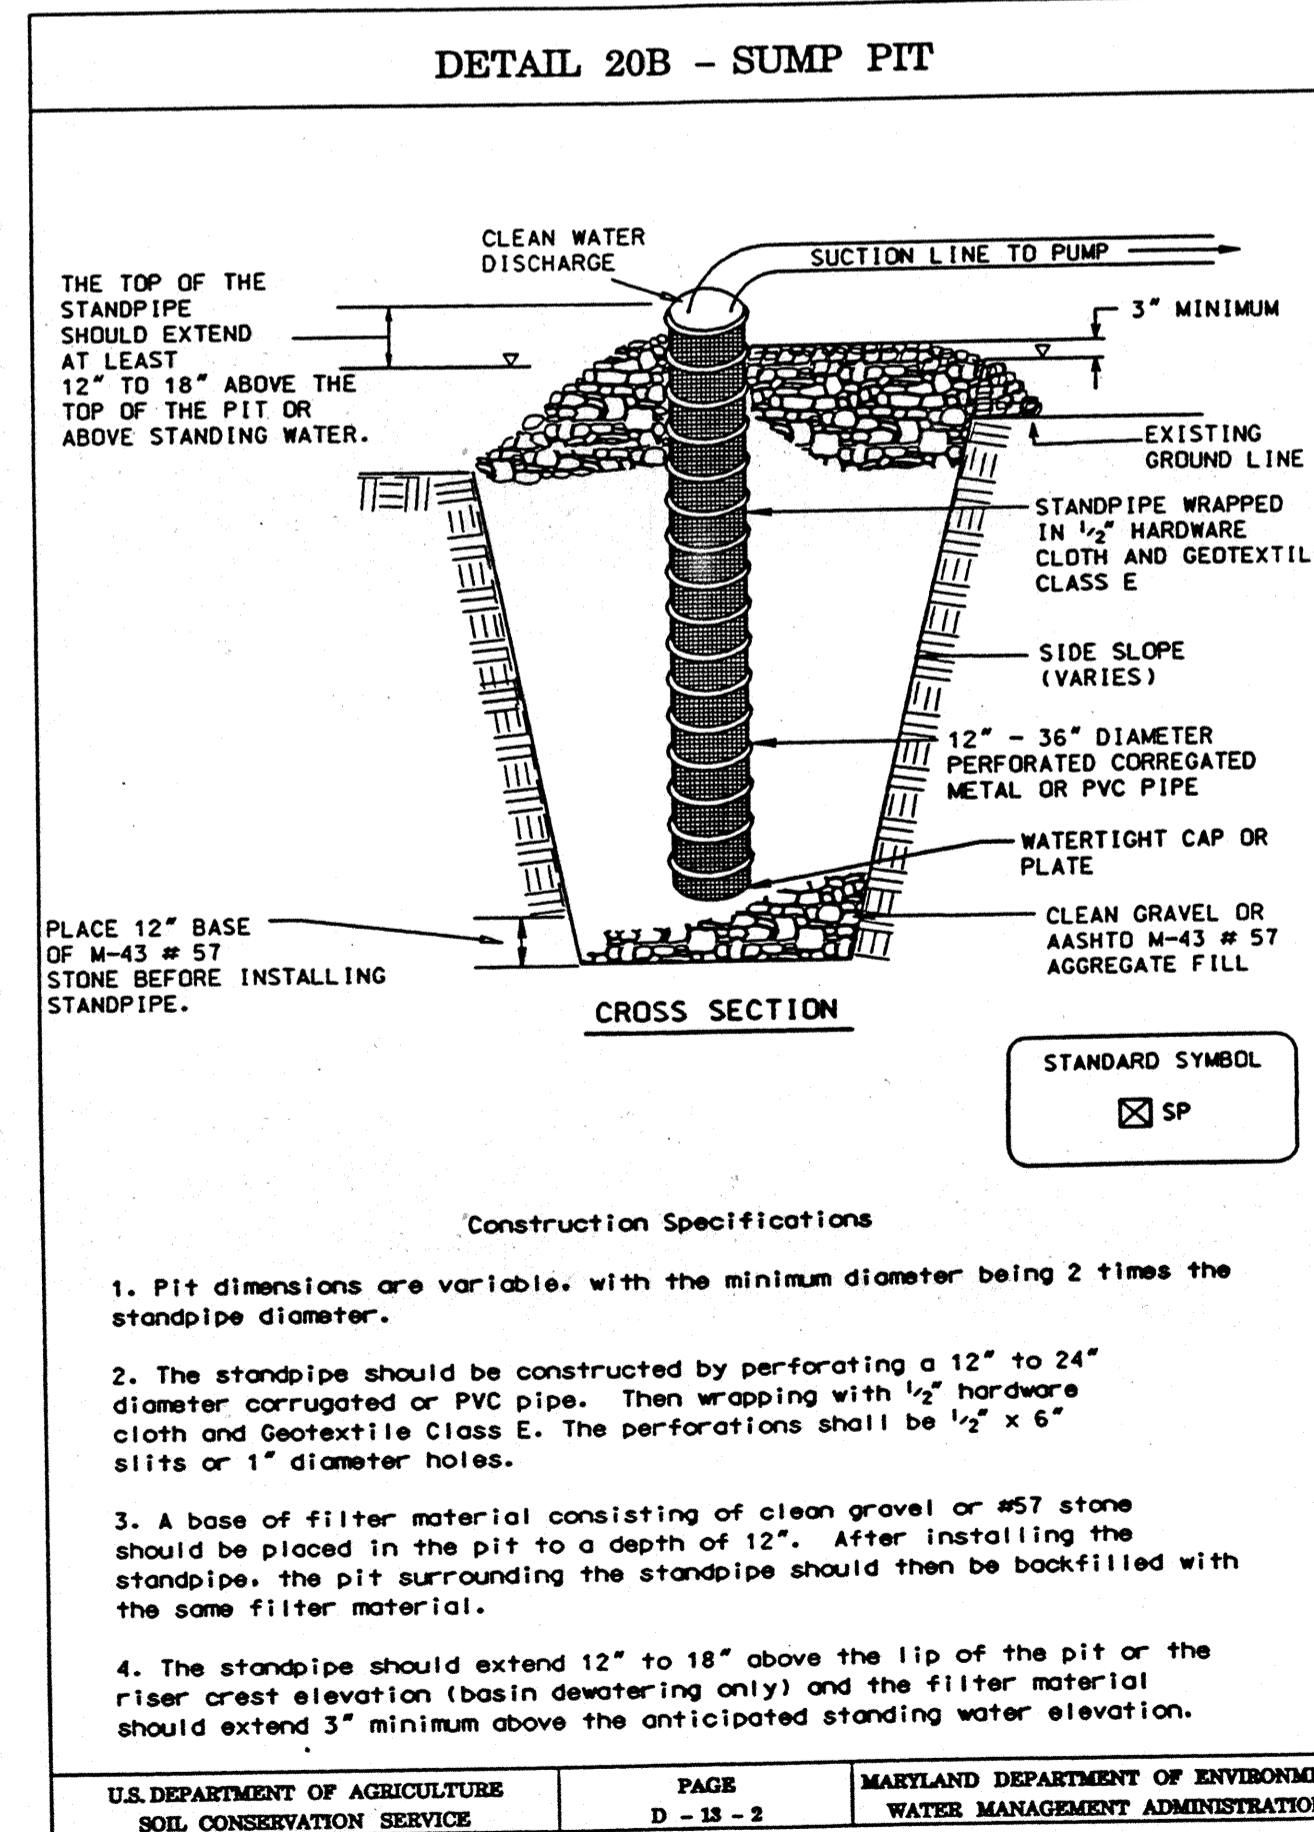 DETAIL 20B - SUMP PIT
CLEAN WATER
DISCHARGE
SUCTION LINE TO PUMP
THE TOP OF THE
STANDPIPE
SHOULD EXTEND
AT LEAST
12" TO 18" ABOVE THE
TOP OF THE PIT OR
ABOVE STANDING WATER.
3" MINIMUM
EXISTING
GROUND LINE
STANDPIPE WRAPPED
IN 1/2" HARDWARE
CLOTH AND GEOTEXTIL
CLASS E
SIDE SLOPE
(VARIES)
12" - 36" DIAMETER
PERFORATED CORREGATED
METAL OR PVC PIPE
WATERTIGHT CAP OR
PLATE
PLACE 12" BASE
OF M-43 # 57
STONE BEFORE INSTALLING
STANDPIPE.
CLEAN GRAVEL OR
AASHTO M-43 # 57
AGGREGATE FILL
CROSS SECTION
STANDARD SYMBOL
SP
Construction Specifications
1. Pit dimensions are variable, with the minimum diameter being 2 times the
standpipe diameter.
2. The standpipe should be constructed by perforating a 12" to 24"
diameter corrugated or PVC pipe. Then wrapping with 1/2" hardware
cloth and Geotextile Class E. The perforations shall be 1/2" x 6"
slits or 1" diameter holes.
3. A base of filter material consisting of clean gravel or #57 stone
should be placed in the pit to a depth of 12". After installing the
standpipe, the pit surrounding the standpipe should then be backfilled with
the same filter material.
4. The standpipe should extend 12" to 18" above the lip of the pit or the
riser crest elevation (basin dewatering only) and the filter material
should extend 3" minimum above the anticipated standing water elevation.
U.S. DEPARTMENT OF AGRICULTURE
SOIL CONSERVATION SERVICE
PAGE
D - 13 - 2
MARYLAND DEPARTMENT OF ENVIRONME
WATER MANAGEMENT ADMINISTRATIO